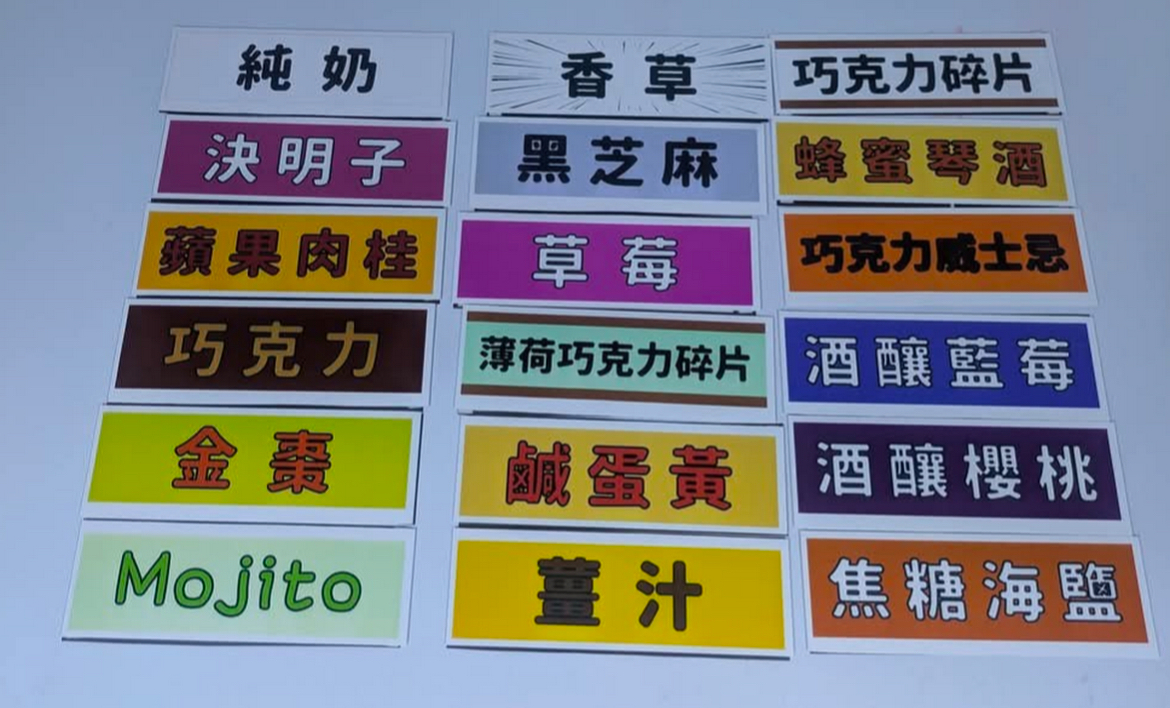 純奶
香草
巧克力碎片
決明子
黑芝麻
蜂蜜琴酒
蘋果肉桂
草莓
巧克力威士忌
巧克力
薄荷巧克力碎片
酒釀藍莓
金棗
鹹蛋黃
酒釀櫻桃
Mojito
薑汁
焦糖海鹽